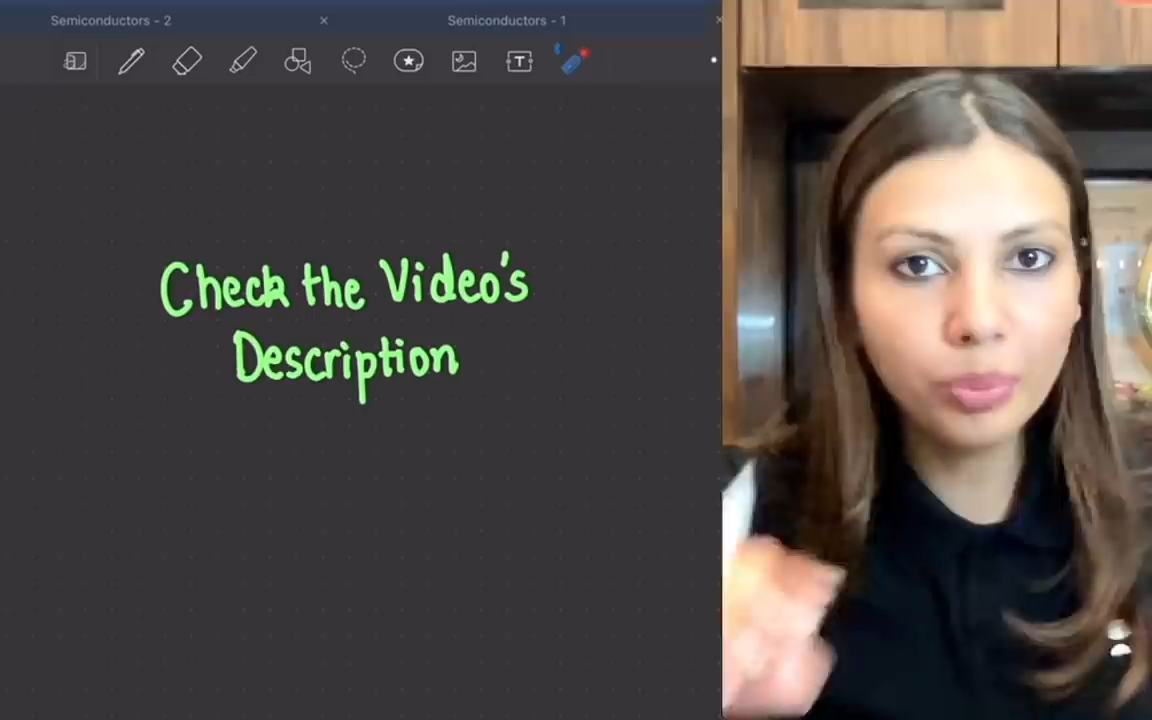 Semiconductors - 2
Semiconductors - 1
T
Check the Video's
Description